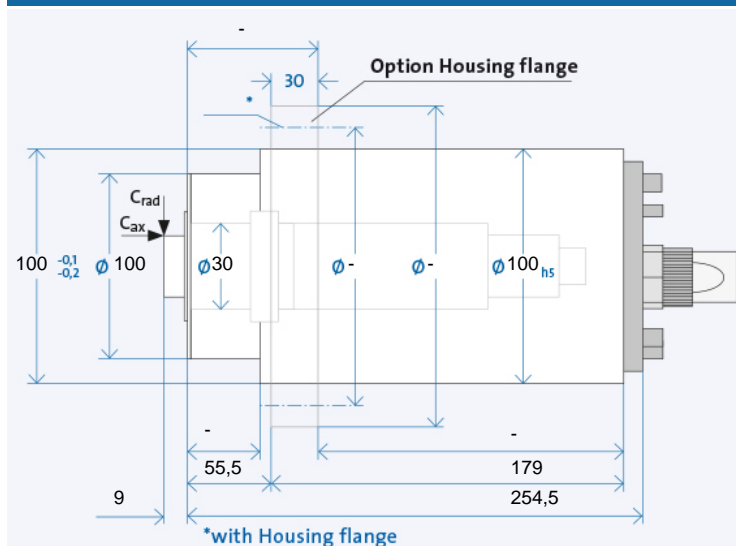 -
30
Option Housing flange
*
Crad
Cax
100 -0,1 -0,2
Ø 100
Ø30
Ø-
Ø-
Ø100 h5
-
-
55,5
179
9
254,5
*with Housing flange